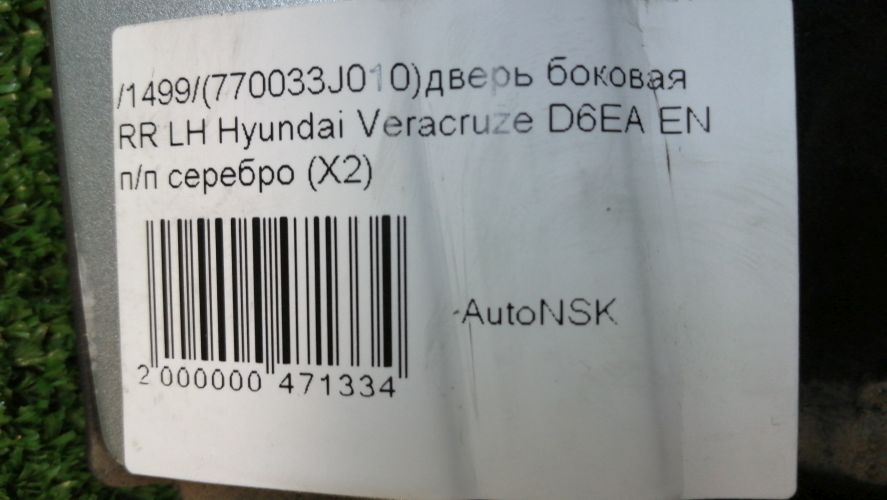 /1499/(770033J010)дверь боковая
RR LH Hyundai Veracruze D6EA EN
п/п серебро (X2)
-AutoNSK
2 000000 471334